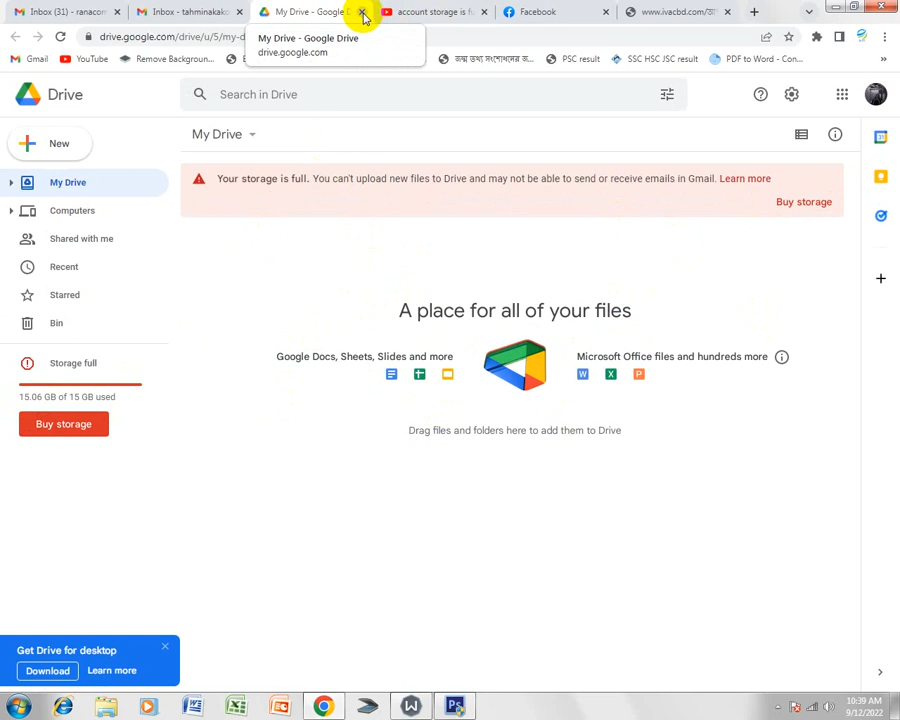 Inbox (31) - ranacom
Inbox - tahminakako
My Drive - Google D
account storage is fu
Facebook
www.ivacbd.com/
drive.google.com/drive/u/5/my-d
My Drive - Google Drive
drive.google.com
Gmail
YouTube
Remove Backgroun...
জন্ম তথ্য সংশোধনের জ...
PSC result
SSC HSC JSC result
PDF to Word - Con...
»
Drive
Search in Drive
New
My Drive
My Drive
Computers
Shared with me
Recent
Starred
Bin
Storage full
15.06 GB of 15 GB used
Buy storage
Your storage is full. You can't upload new files to Drive and may not be able to send or receive emails in Gmail. Learn more
Buy storage
A place for all of your files
Google Docs, Sheets, Slides and more
Microsoft Office files and hundreds more
W X P
Drag files and folders here to add them to Drive
Get Drive for desktop
Download
Learn more
10:39 AM
9/12/2022